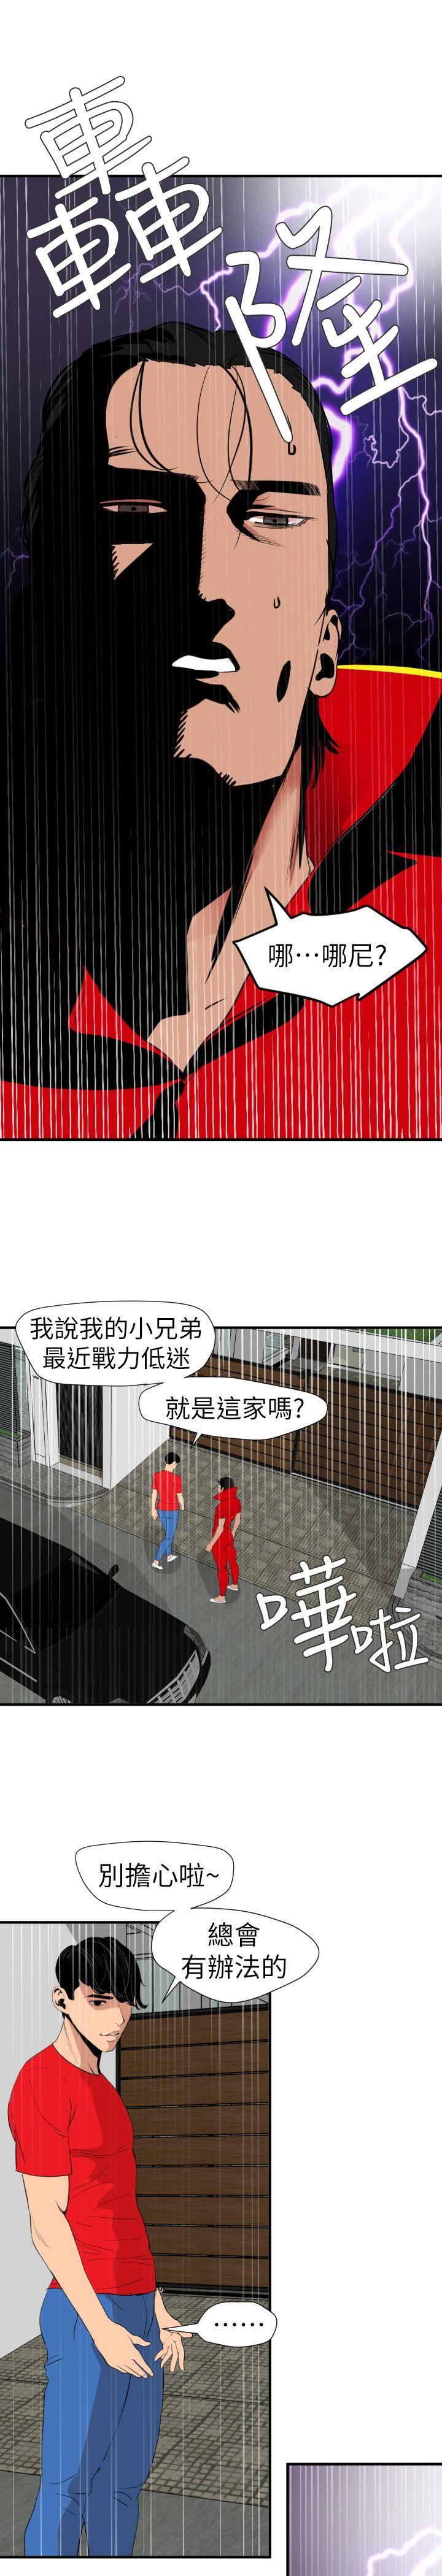 轟
隆
哪⋯哪尼?
我說我的小兄弟
最近戰力低迷
就是這家嗎?
嘩啦
別擔心啦~
總會
有辦法的
⋯⋯